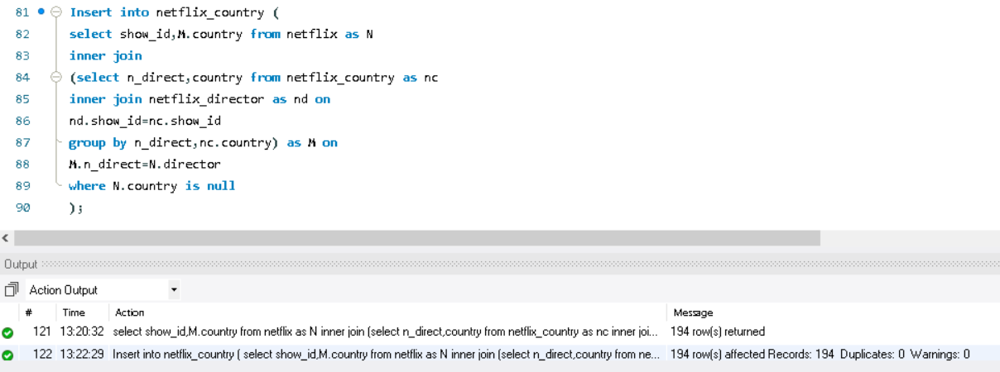 81 Insert into netflix_country (
82 select show_id,M.country from netflix as N
83 inner join
84 (select n_direct,country from netflix_country as nc
85 inner join netflix_director as nd on
86 nd.show_id=nc.show_id
87 group by n_direct,nc.country) as M on
88 M.n_direct=N.director
89 where N.country is null
90 );
Output
Action Output
# Time Action Message
121 13:20:32 select show_id,M.country from netflix as N inner join (select n_direct,country from netflix_country as nc inner joi... 194 row(s) returned
122 13:22:29 Insert into netflix_country ( select show_id,M.country from netflix as N inner join (select n_direct,country from ne... 194 row(s) affected Records: 194 Duplicates: 0 Warnings: 0